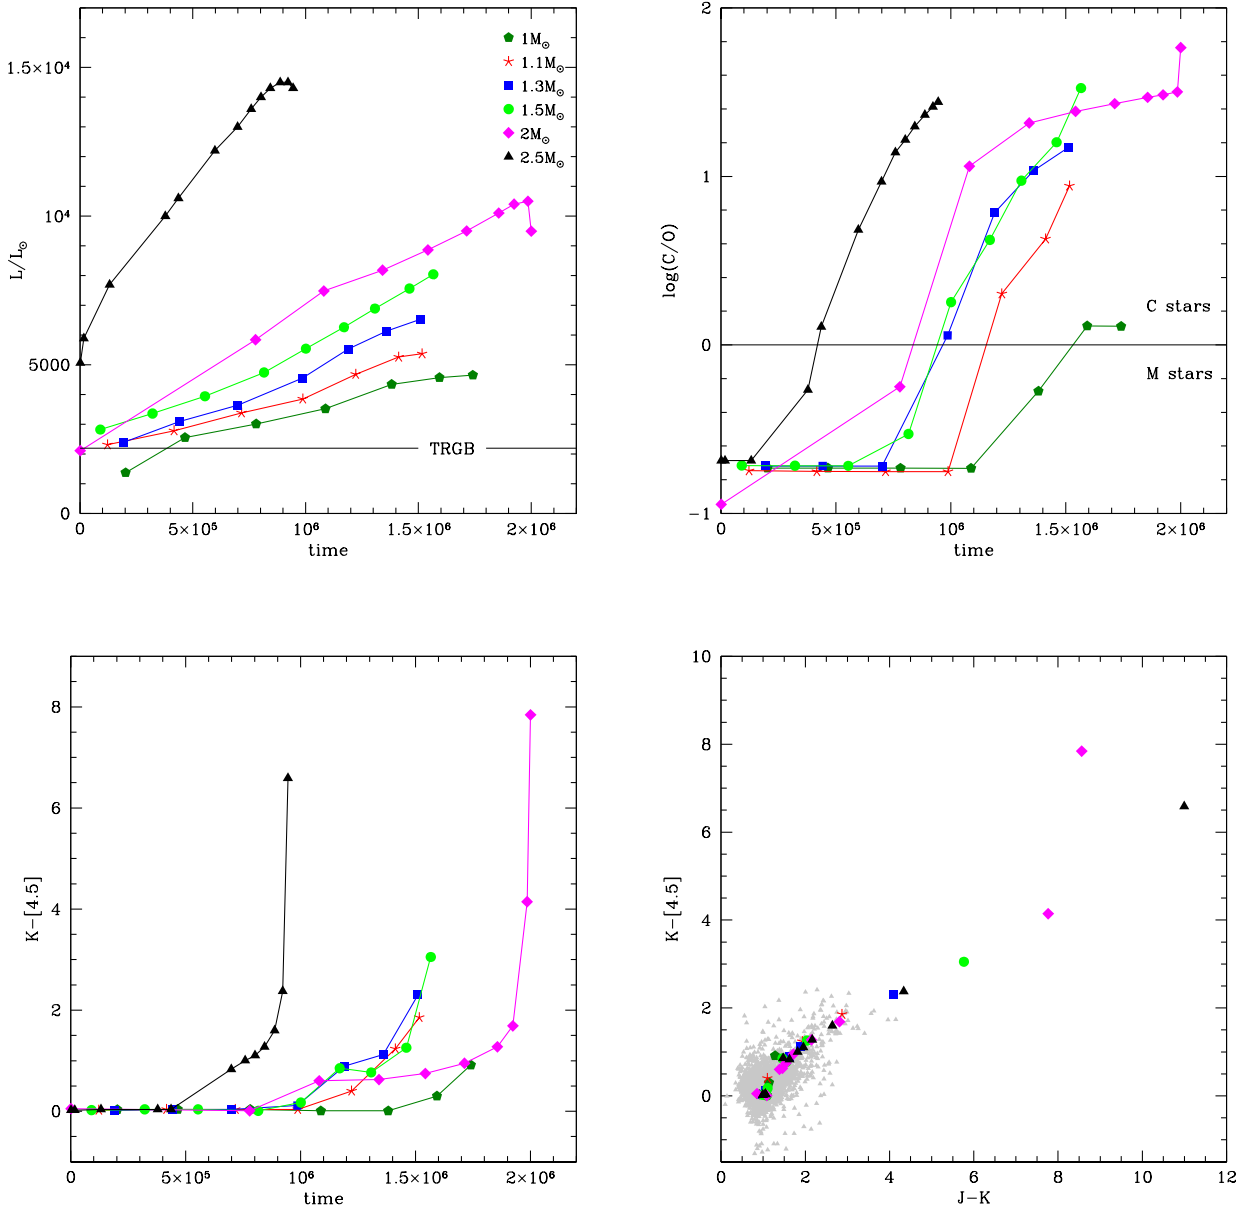 1.5×10⁴
10⁴
5000
0
L/L⊙
1M⊙
1.1M⊙
1.3M⊙
1.5M⊙
2M⊙
2.5M⊙
TRGB
0
5×10⁵
10⁶
1.5×10⁶
2×10⁶
time
2
1
0
−1
log(C/O)
C stars
M stars
0
5×10⁵
10⁶
1.5×10⁶
2×10⁶
time
8
6
4
2
0
K−[4.5]
0
5×10⁵
10⁶
1.5×10⁶
2×10⁶
time
10
8
6
4
2
0
K−[4.5]
0
2
4
6
8
10
12
J−K